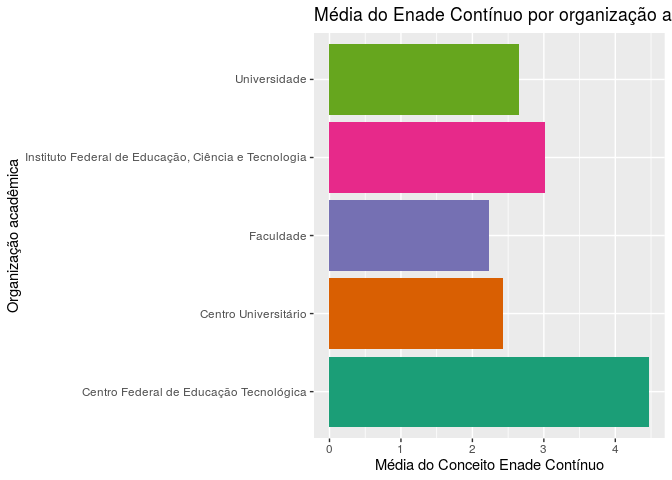 Média do Enade Contínuo por organização a
Organização acadêmica
Universidade
Instituto Federal de Educação, Ciência e Tecnologia
Faculdade
Centro Universitário
Centro Federal de Educação Tecnológica
0 1 2 3 4
Média do Conceito Enade Contínuo